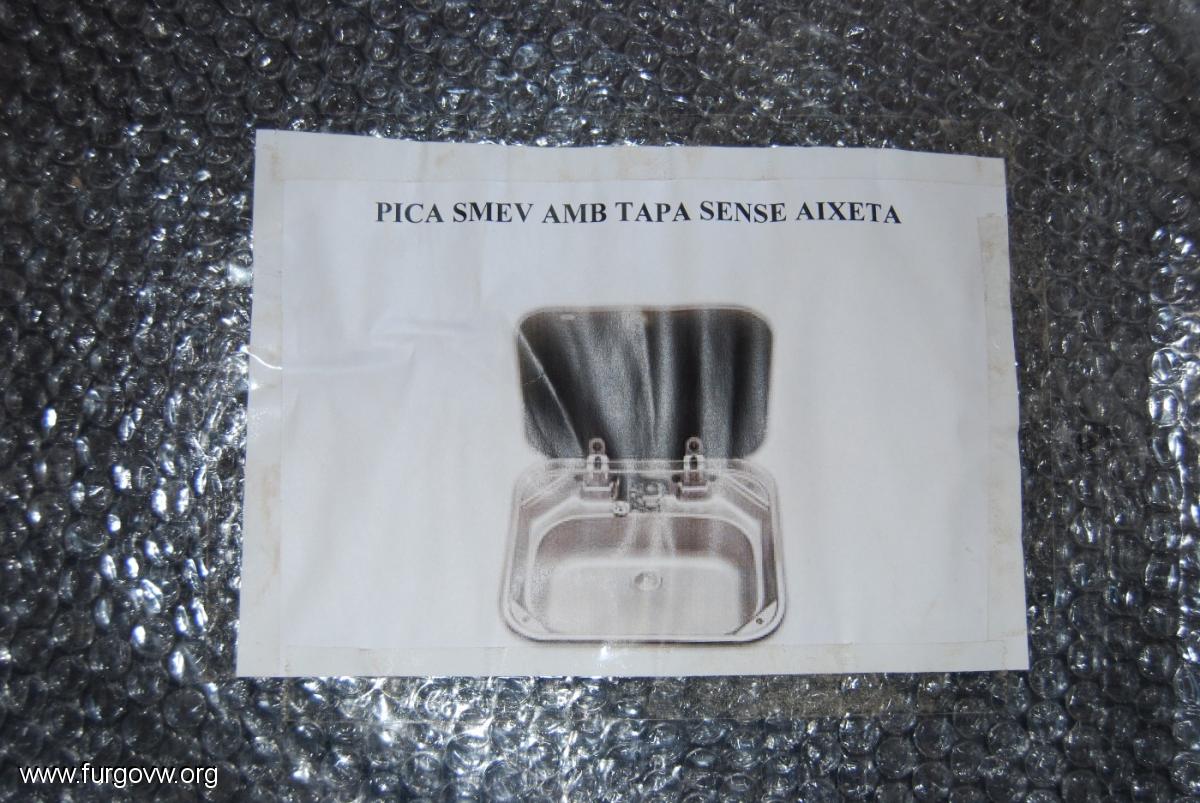 PICA SMEV AMB TAPA SENSE AIXETA
www.furgovw.org